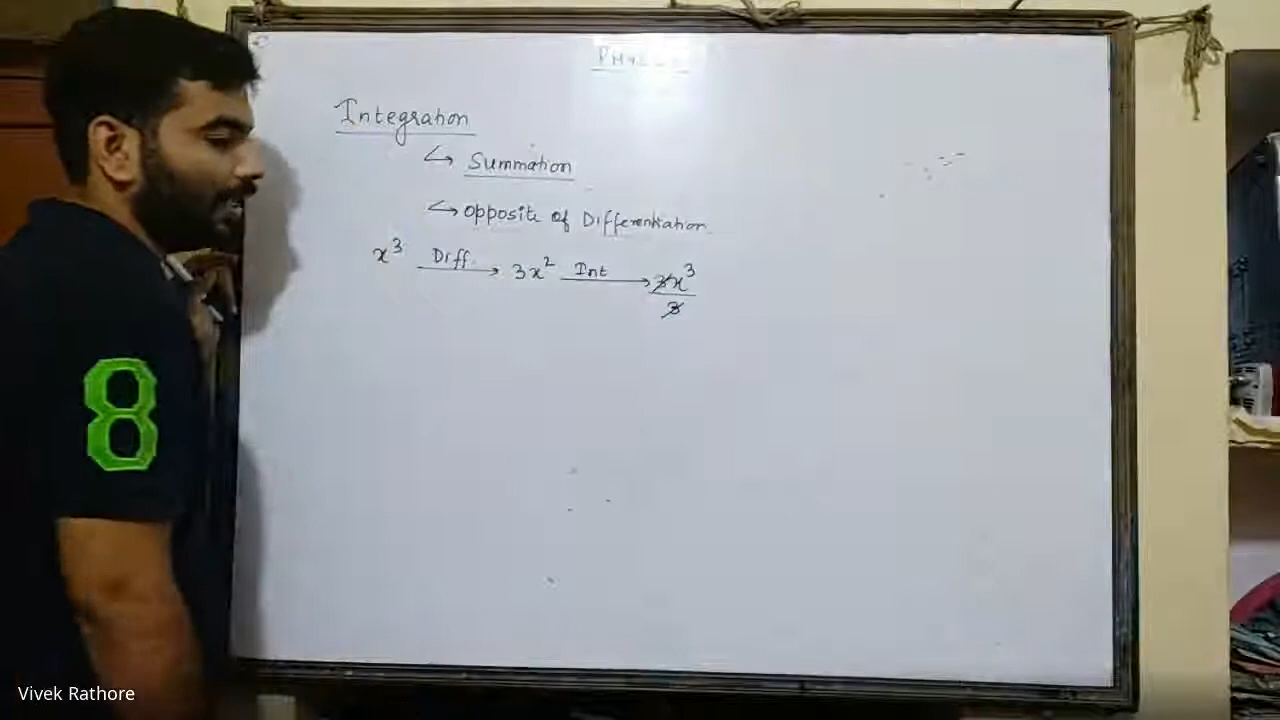 Integration
↳ Summation
↳ Opposite of Differentiation
x³ Diff. → 3x² Int → 3x³/3
8
Vivek Rathore